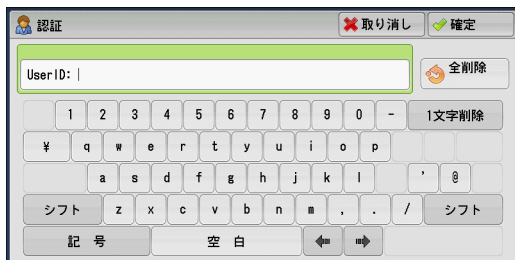 認証 取り消し 確定
UserID: 全削除
1 2 3 4 5 6 7 8 9 0 - 1文字削除
¥ q w e r t y u i o p
a s d f g h j k l ' @
シフト z x c v b n m , . / シフト
記 号 空 白